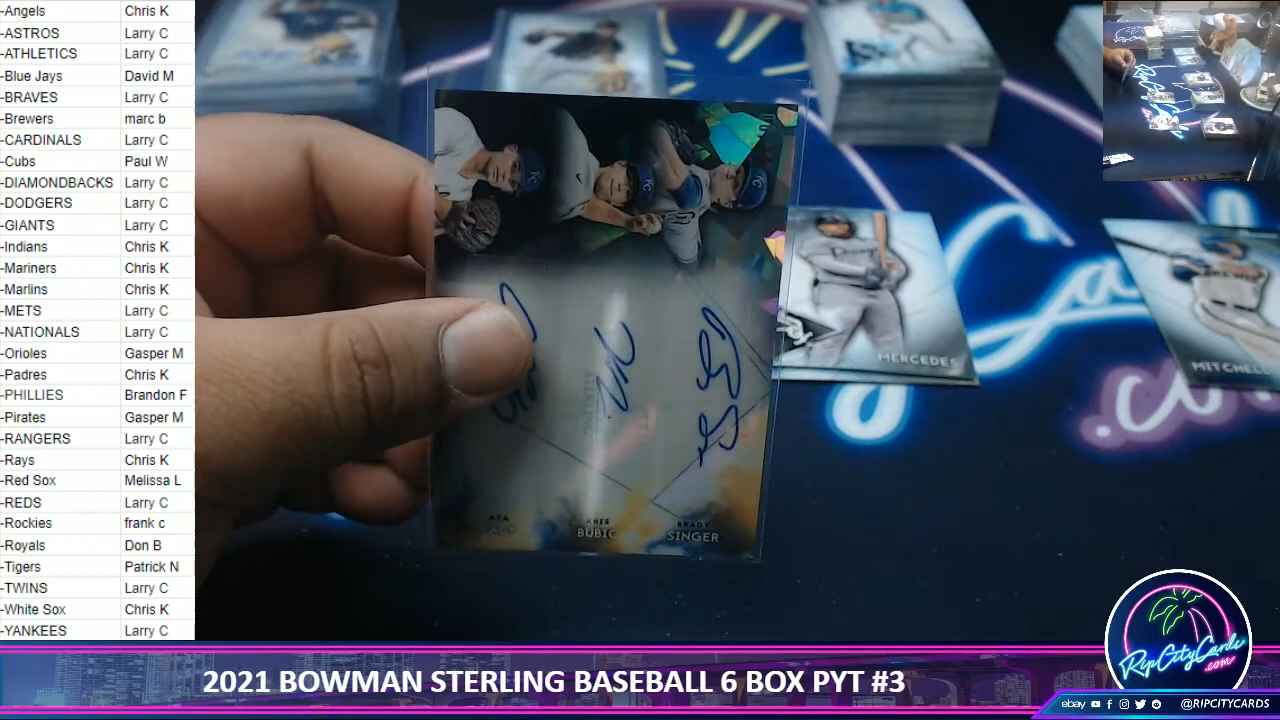 -Angels Chris K
-ASTROS Larry C
-ATHLETICS Larry C
-Blue Jays David M
-BRAVES Larry C
-Brewers marc b
-CARDINALS Larry C
-Cubs Paul W
-DIAMONDBACKS Larry C
-DODGERS Larry C
-GIANTS Larry C
-Indians Chris K
-Mariners Chris K
-Marlins Chris K
-METS Larry C
-NATIONALS Larry C
-Orioles Gasper M
-Padres Chris K
-PHILLIES Brandon F
-Pirates Gasper M
-RANGERS Larry C
-Rays Chris K
-Red Sox Melissa L
-REDS Larry C
-Rockies frank c
-Royals Don B
-Tigers Patrick N
-TWINS Larry C
-White Sox Chris K
-YANKEES Larry C
KRIS
BUBIC
BRADY
SINGER
MERCEDES
MITCHELL
RipCityCards
.com
2021 BOWMAN STERLING BASEBALL 6 BOX PYT #3
ebay @RIPCITYCARDS